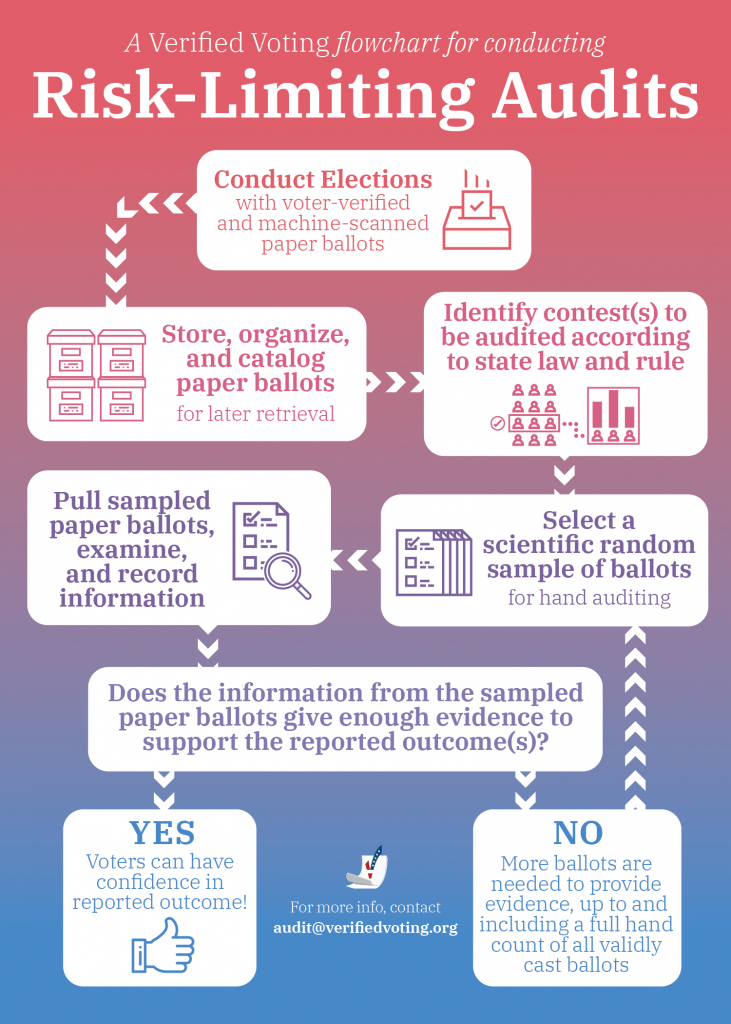 A Verified Voting flowchart for conducting
Risk-Limiting Audits
Conduct Elections
with voter-verified
and machine-scanned
paper ballots
Store, organize,
and catalog
paper ballots
for later retrieval
Identify contest(s) to
be audited according
to state law and rule
Select a
scientific random
sample of ballots
for hand auditing
Pull sampled
paper ballots,
examine,
and record
information
Does the information from the sampled
paper ballots give enough evidence to
support the reported outcome(s)?
YES
Voters can have
confidence in
reported outcome!
NO
More ballots are
needed to provide
evidence, up to and
including a full hand
count of all validly
cast ballots
For more info, contact
audit@verifiedvoting.org